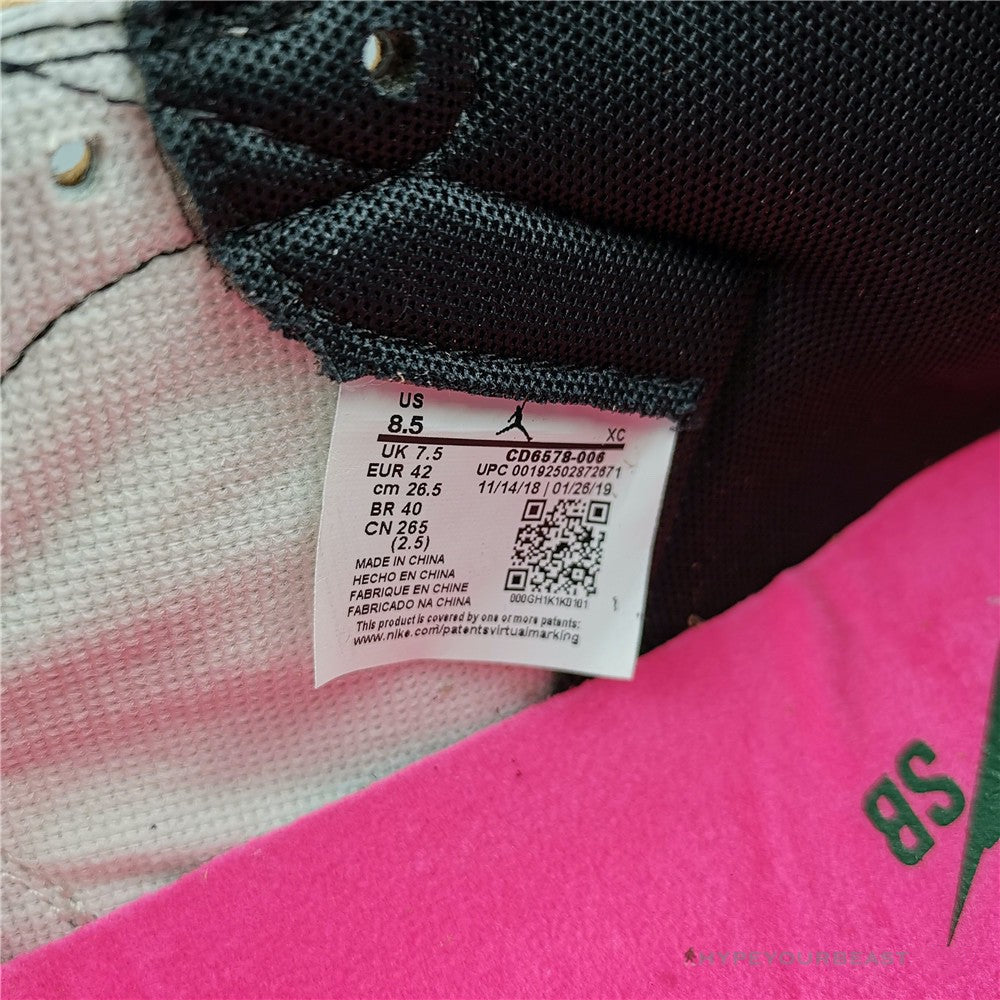 US
8.5
XC
UK 7.5
EUR 42
cm 26.5
BR 40
CN 265
(2.5)
CD6578-006
UPC 00192502872671
11/14/18 | 01/26/19
000GH1K1KD101
MADE IN CHINA
HECHO EN CHINA
FABRIQUE EN CHINE
FABRICADO NA CHINA
This product is covered by one or more patents:
www.nike.com/patentsvirtualmarking
SB
HYPEYOURBEAST